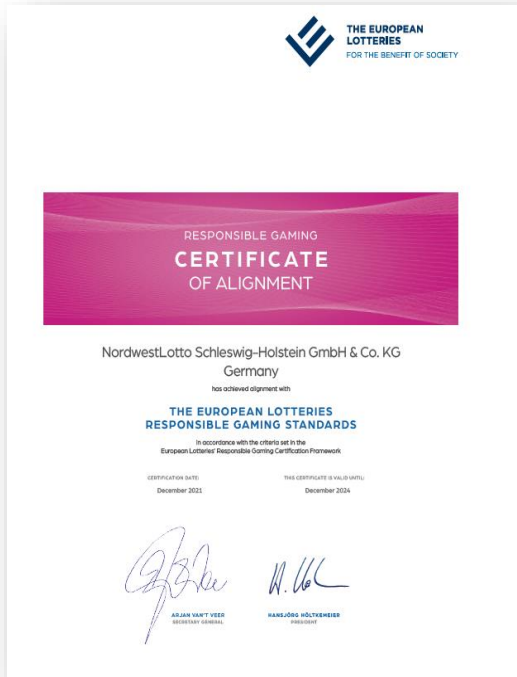 THE EUROPEAN
LOTTERIES
FOR THE BENEFIT OF SOCIETY
RESPONSIBLE GAMING
CERTIFICATE
OF ALIGNMENT
NordwestLotto Schleswig-Holstein GmbH & Co. KG
Germany
has achieved alignment with
THE EUROPEAN LOTTERIES
RESPONSIBLE GAMING STANDARDS
in accordance with the criteria set in the
European Lotteries' Responsible Gaming Certification Framework
CERTIFICATION DATE: THIS CERTIFICATE IS VALID UNTIL:
December 2021 December 2024
ARJAN VAN'T VEER HANSJÖRG HÖLTKEMEIER
SECRETARY GENERAL PRESIDENT